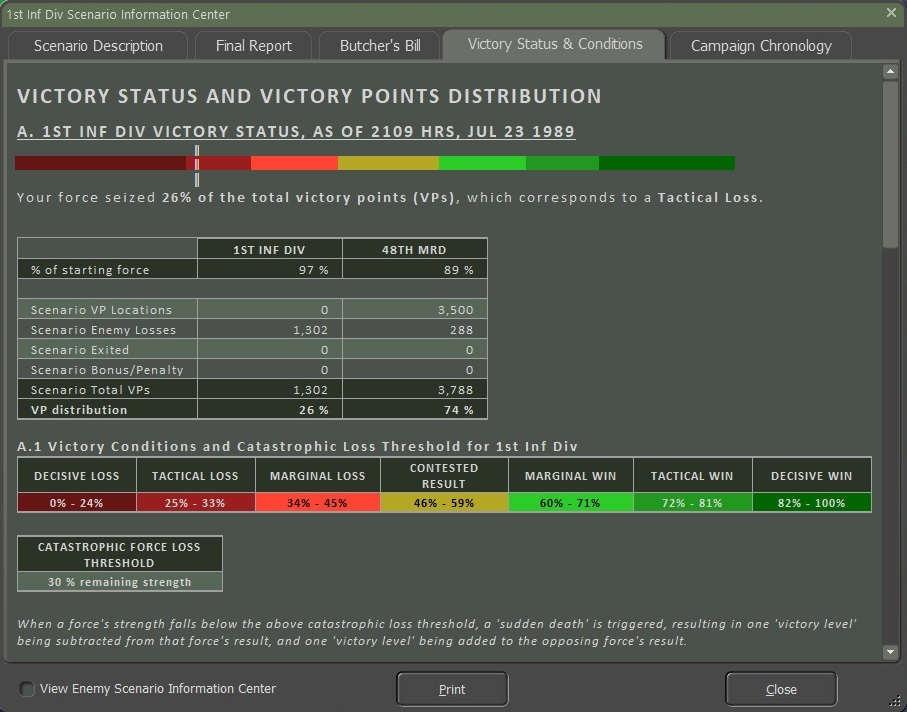 1st Inf Div Scenario Information Center
Scenario Description Final Report Butcher's Bill Victory Status & Conditions Campaign Chronology
VICTORY STATUS AND VICTORY POINTS DISTRIBUTION
A. 1ST INF DIV VICTORY STATUS, AS OF 2109 HRS, JUL 23 1989
Your force seized 26% of the total victory points (VPs), which corresponds to a Tactical Loss.
1ST INF DIV 48TH MRD
% of starting force 97 % 89 %
Scenario VP Locations 0 3,500
Scenario Enemy Losses 1,302 288
Scenario Exited 0 0
Scenario Bonus/Penalty 0 0
Scenario Total VPs 1,302 3,788
VP distribution 26 % 74 %
A.1 Victory Conditions and Catastrophic Loss Threshold for 1st Inf Div
DECISIVE LOSS TACTICAL LOSS MARGINAL LOSS CONTESTED RESULT MARGINAL WIN TACTICAL WIN DECISIVE WIN
0% - 24% 25% - 33% 34% - 45% 46% - 59% 60% - 71% 72% - 81% 82% - 100%
CATASTROPHIC FORCE LOSS
THRESHOLD
30 % remaining strength
When a force's strength falls below the above catastrophic loss threshold, a 'sudden death' is triggered, resulting in one 'victory level'
being subtracted from that force's result, and one 'victory level' being added to the opposing force's result.
View Enemy Scenario Information Center Print Close